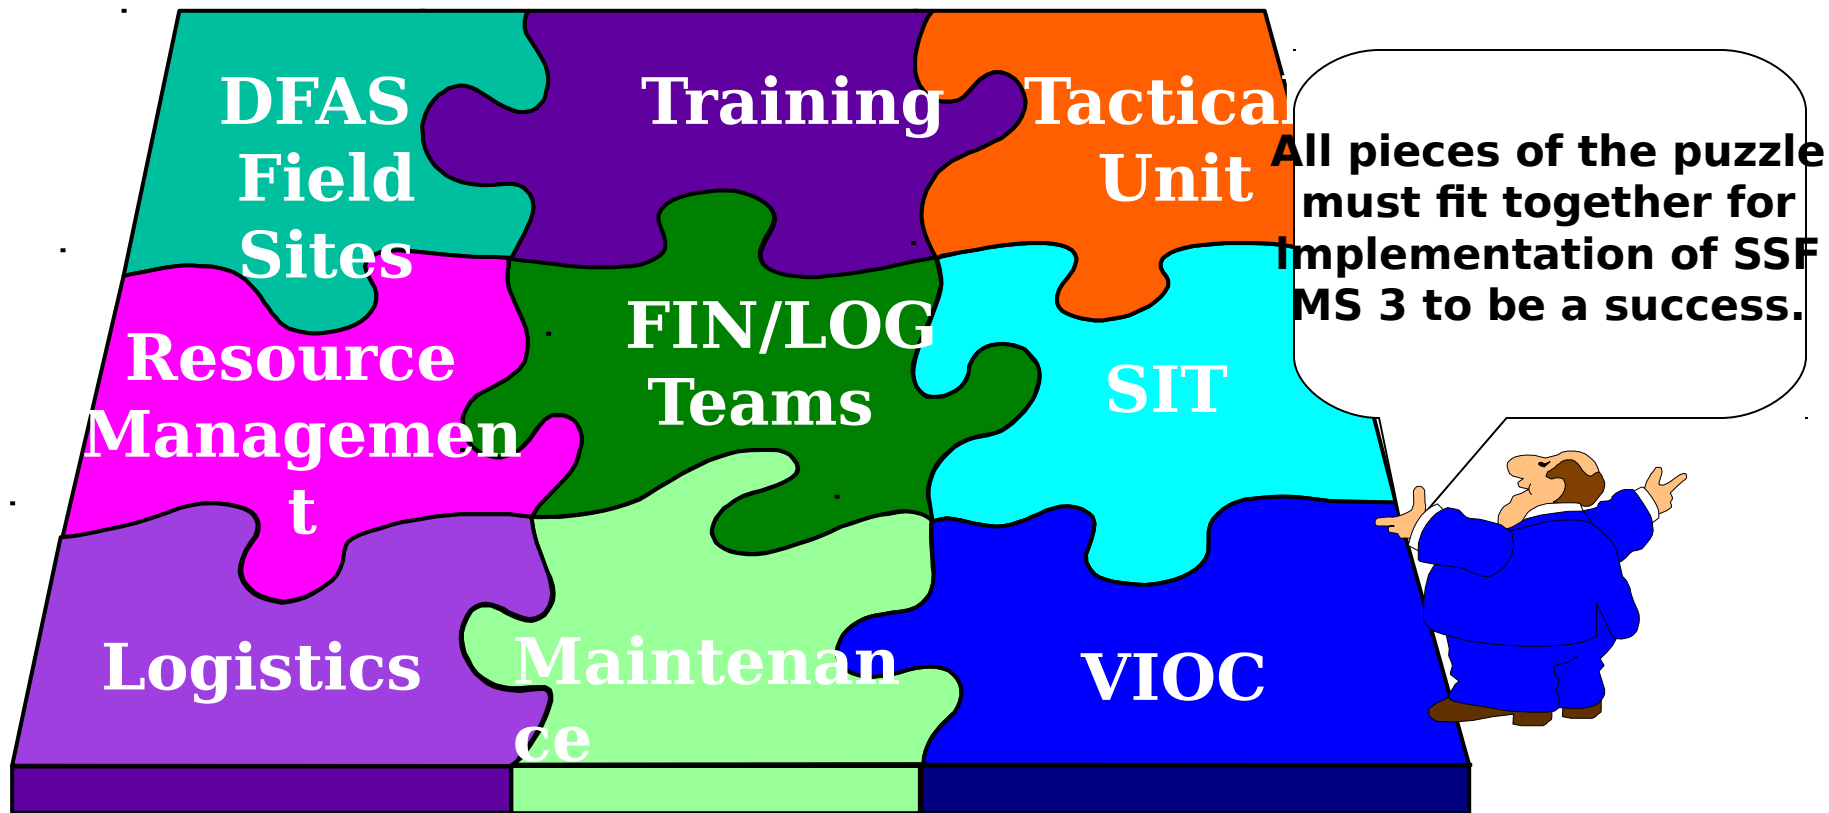 DFAS
Field
Sites
Training
Tactical
Unit
All pieces of the puzzle
must fit together for
Implementation of SSF
MS 3 to be a success.
Resource
Managemen
t
FIN/LOG
Teams
SIT
Logistics
Maintenan
ce
VIOC